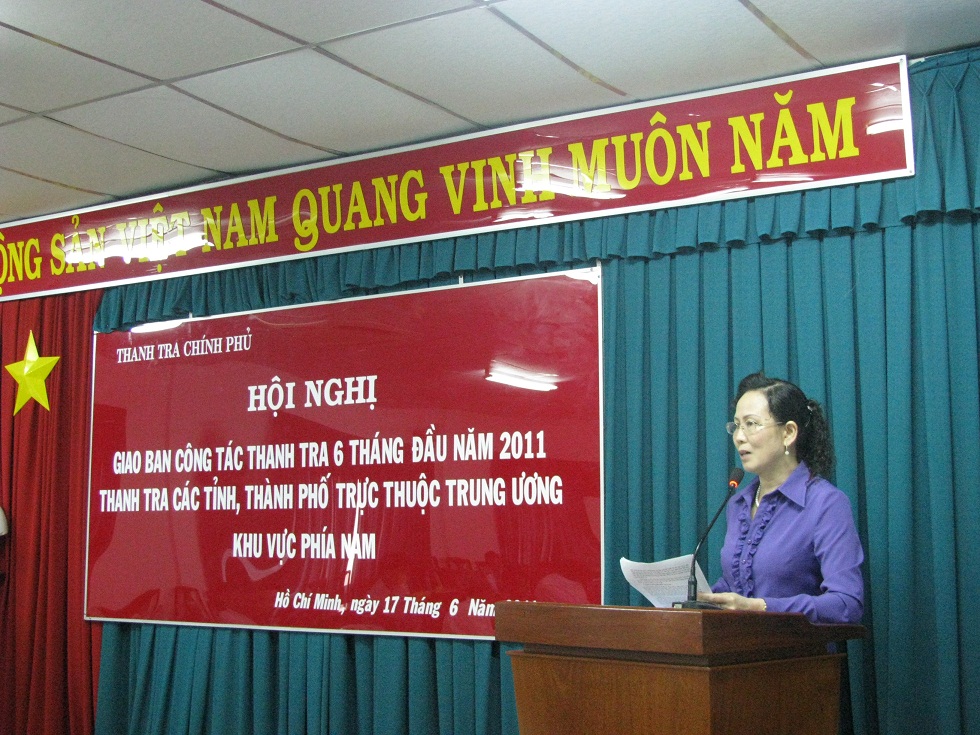 ỘNG SẢN VIỆT NAM QUANG VINH MUÔN NĂM
THANH TRA CHÍNH PHỦ
HỘI NGHỊ
GIAO BAN CÔNG TÁC THANH TRA 6 THÁNG ĐẦU NĂM 2011
THANH TRA CÁC TỈNH, THÀNH PHỐ TRỰC THUỘC TRUNG ƯƠNG
KHU VỰC PHÍA NAM
Hồ Chí Minh, ngày 17 Tháng 6 Năm